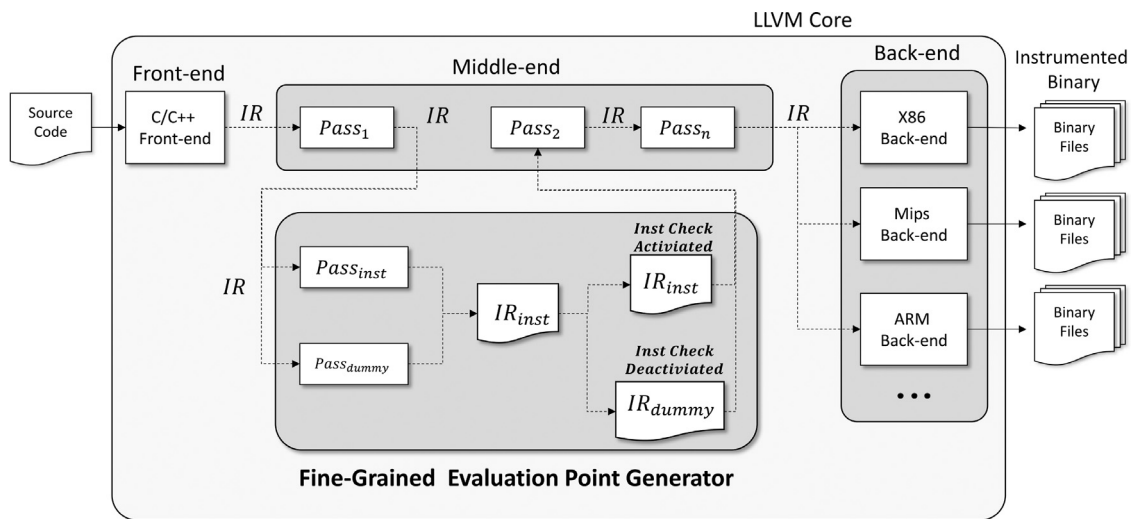 LLVM Core
Front-end
Middle-end
Back-end
Instrumented
Binary
Source
Code
C/C++
Front-end
IR
Pass1
IR
Pass2
IR
Passn
IR
X86
Back-end
Binary
Files
Mips
Back-end
Binary
Files
ARM
Back-end
Binary
Files
•••
IR
Passinst
Passdummy
IRinst
Inst Check
Activiated
IRinst
Inst Check
Deactiviated
IRdummy
Fine-Grained Evaluation Point Generator